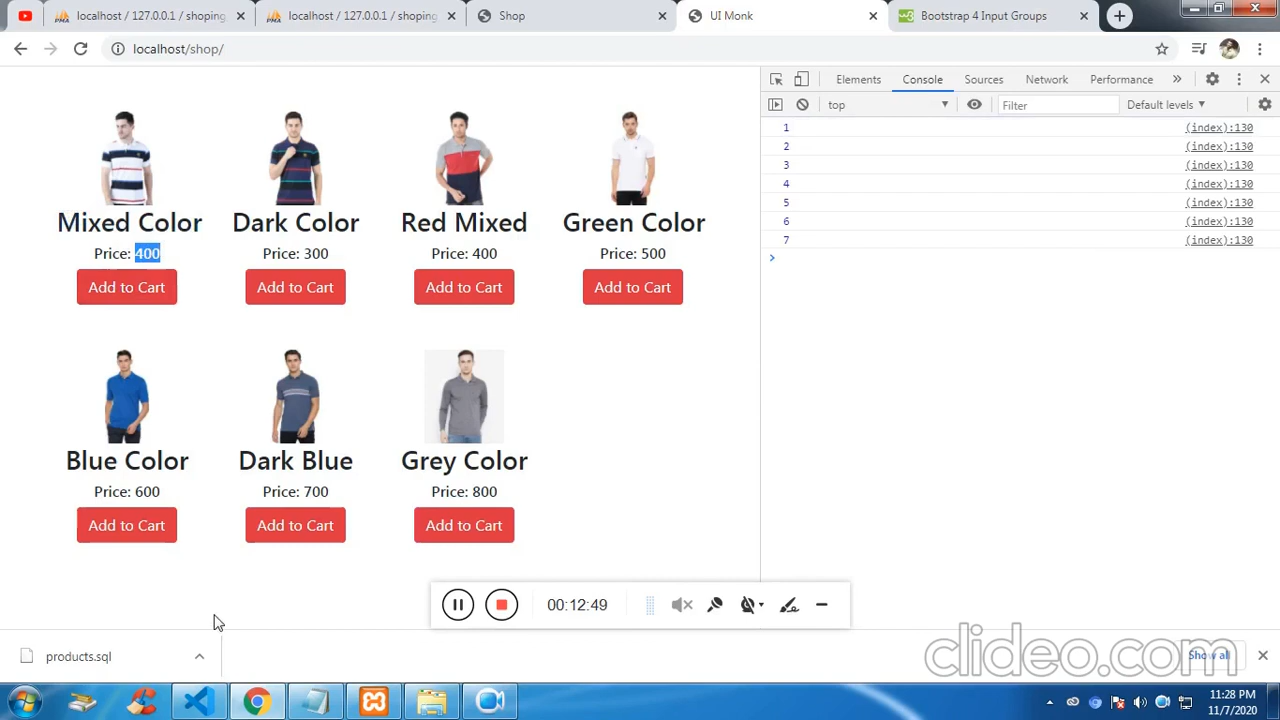 localhost / 127.0.0.1 / shoping
localhost / 127.0.0.1 / shoping
Shop
UI Monk
Bootstrap 4 Input Groups
localhost/shop/
Elements
Console
Sources
Network
Performance
top
Filter
Default levels
1 (index):130
2 (index):130
3 (index):130
4 (index):130
5 (index):130
6 (index):130
7 (index):130
Mixed Color
Price: 400
Add to Cart
Dark Color
Price: 300
Add to Cart
Red Mixed
Price: 400
Add to Cart
Green Color
Price: 500
Add to Cart
Blue Color
Price: 600
Add to Cart
Dark Blue
Price: 700
Add to Cart
Grey Color
Price: 800
Add to Cart
00:12:49
products.sql
Show all
clideo.com
11:28 PM
11/7/2020